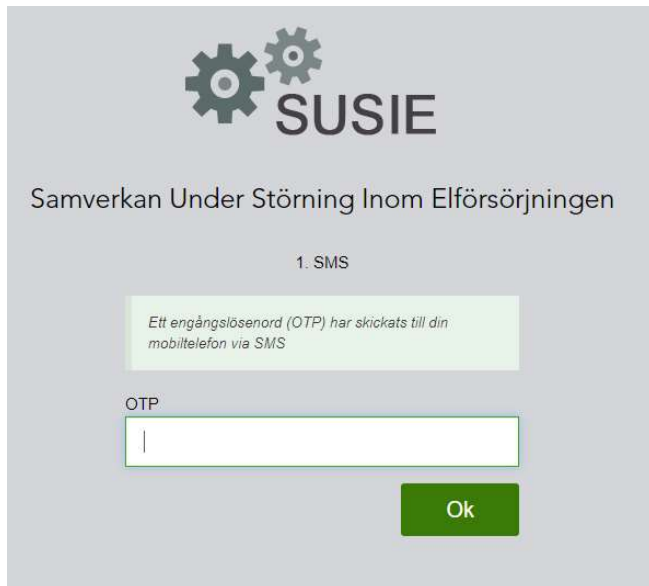 SUSIE
Samverkan Under Störning Inom Elförsörjningen
1. SMS
Ett engångslösenord (OTP) har skickats till din
mobiltelefon via SMS
OTP
Ok